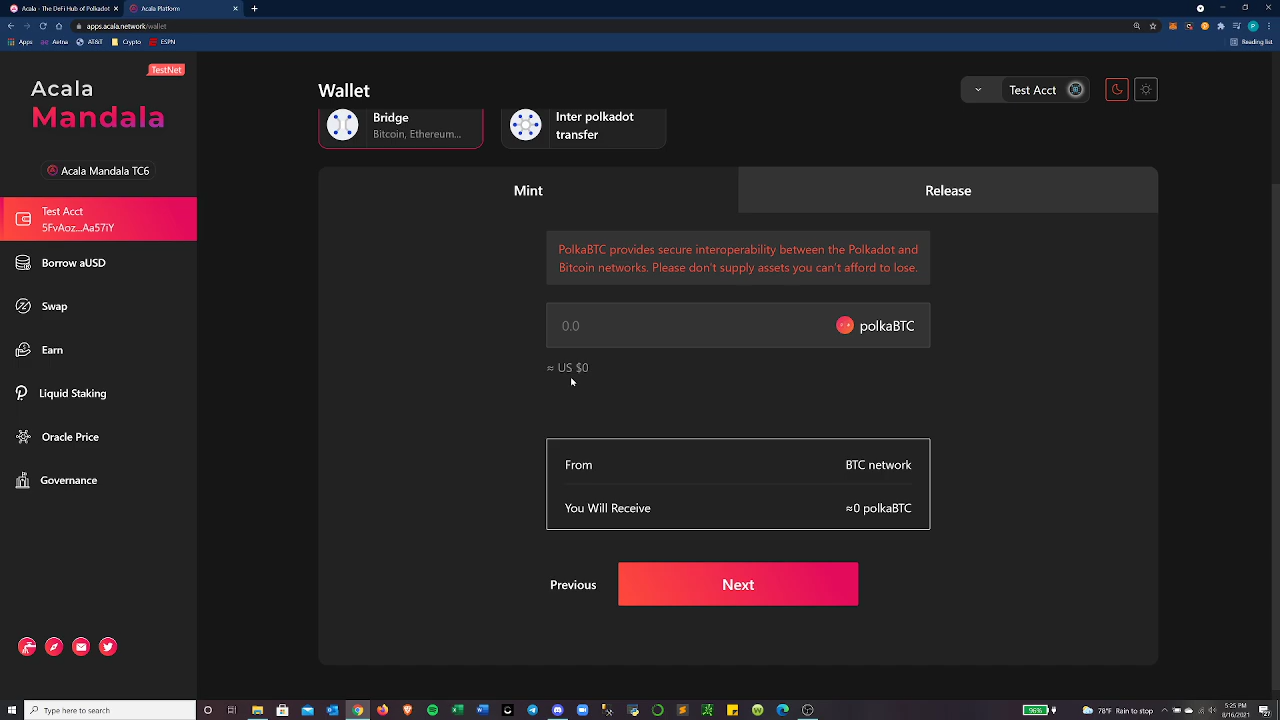 Acala - The DeFi Hub of Polkadot
Acala Platform
apps.acala.network/wallet
Apps
Aetna
AT&T
Crypto
ESPN
Reading list
TestNet
Acala
Mandala
Acala Mandala TC6
Test Acct
5FvAoz...Aa57iY
Borrow aUSD
Swap
Earn
Liquid Staking
Oracle Price
Governance
Wallet
Test Acct
Bridge
Bitcoin, Ethereum...
Inter polkadot
transfer
Mint
Release
PolkaBTC provides secure interoperability between the Polkadot and
Bitcoin networks. Please don't supply assets you can't afford to lose.
0.0
polkaBTC
≈ US $0
From
BTC network
You Will Receive
≈0 polkaBTC
Previous
Next
Type here to search
96%
78°F Rain to stop
5:25 PM
8/16/2021